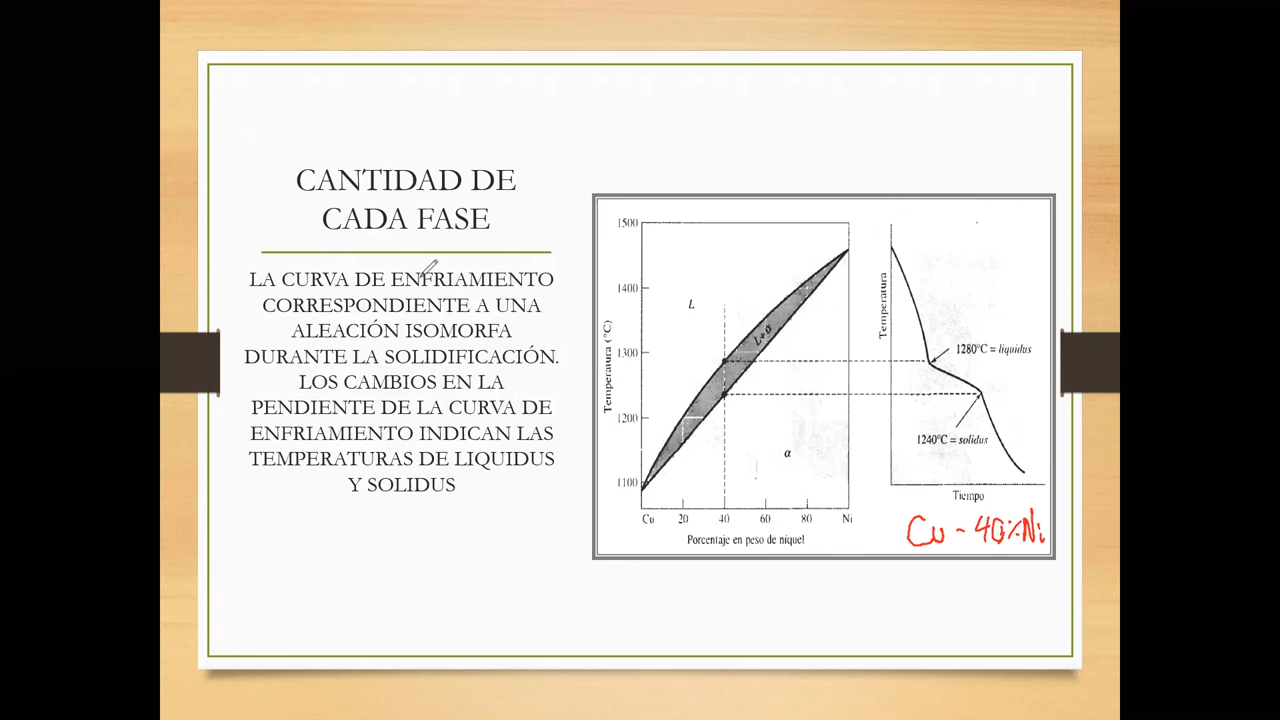 CANTIDAD DE
CADA FASE
LA CURVA DE ENFRIAMIENTO
CORRESPONDIENTE A UNA
ALEACIÓN ISOMORFA
DURANTE LA SOLIDIFICACIÓN.
LOS CAMBIOS EN LA
PENDIENTE DE LA CURVA DE
ENFRIAMIENTO INDICAN LAS
TEMPERATURAS DE LIQUIDUS
Y SOLIDUS
Temperatura (°C)
1500
1400
1300
1200
1100
L
L+α
α
Cu 20 40 60 80 Ni
Porcentaje en peso de níquel
Temperatura
1280°C = liquidus
1240°C = solidus
Tiempo
Cu - 40%Ni